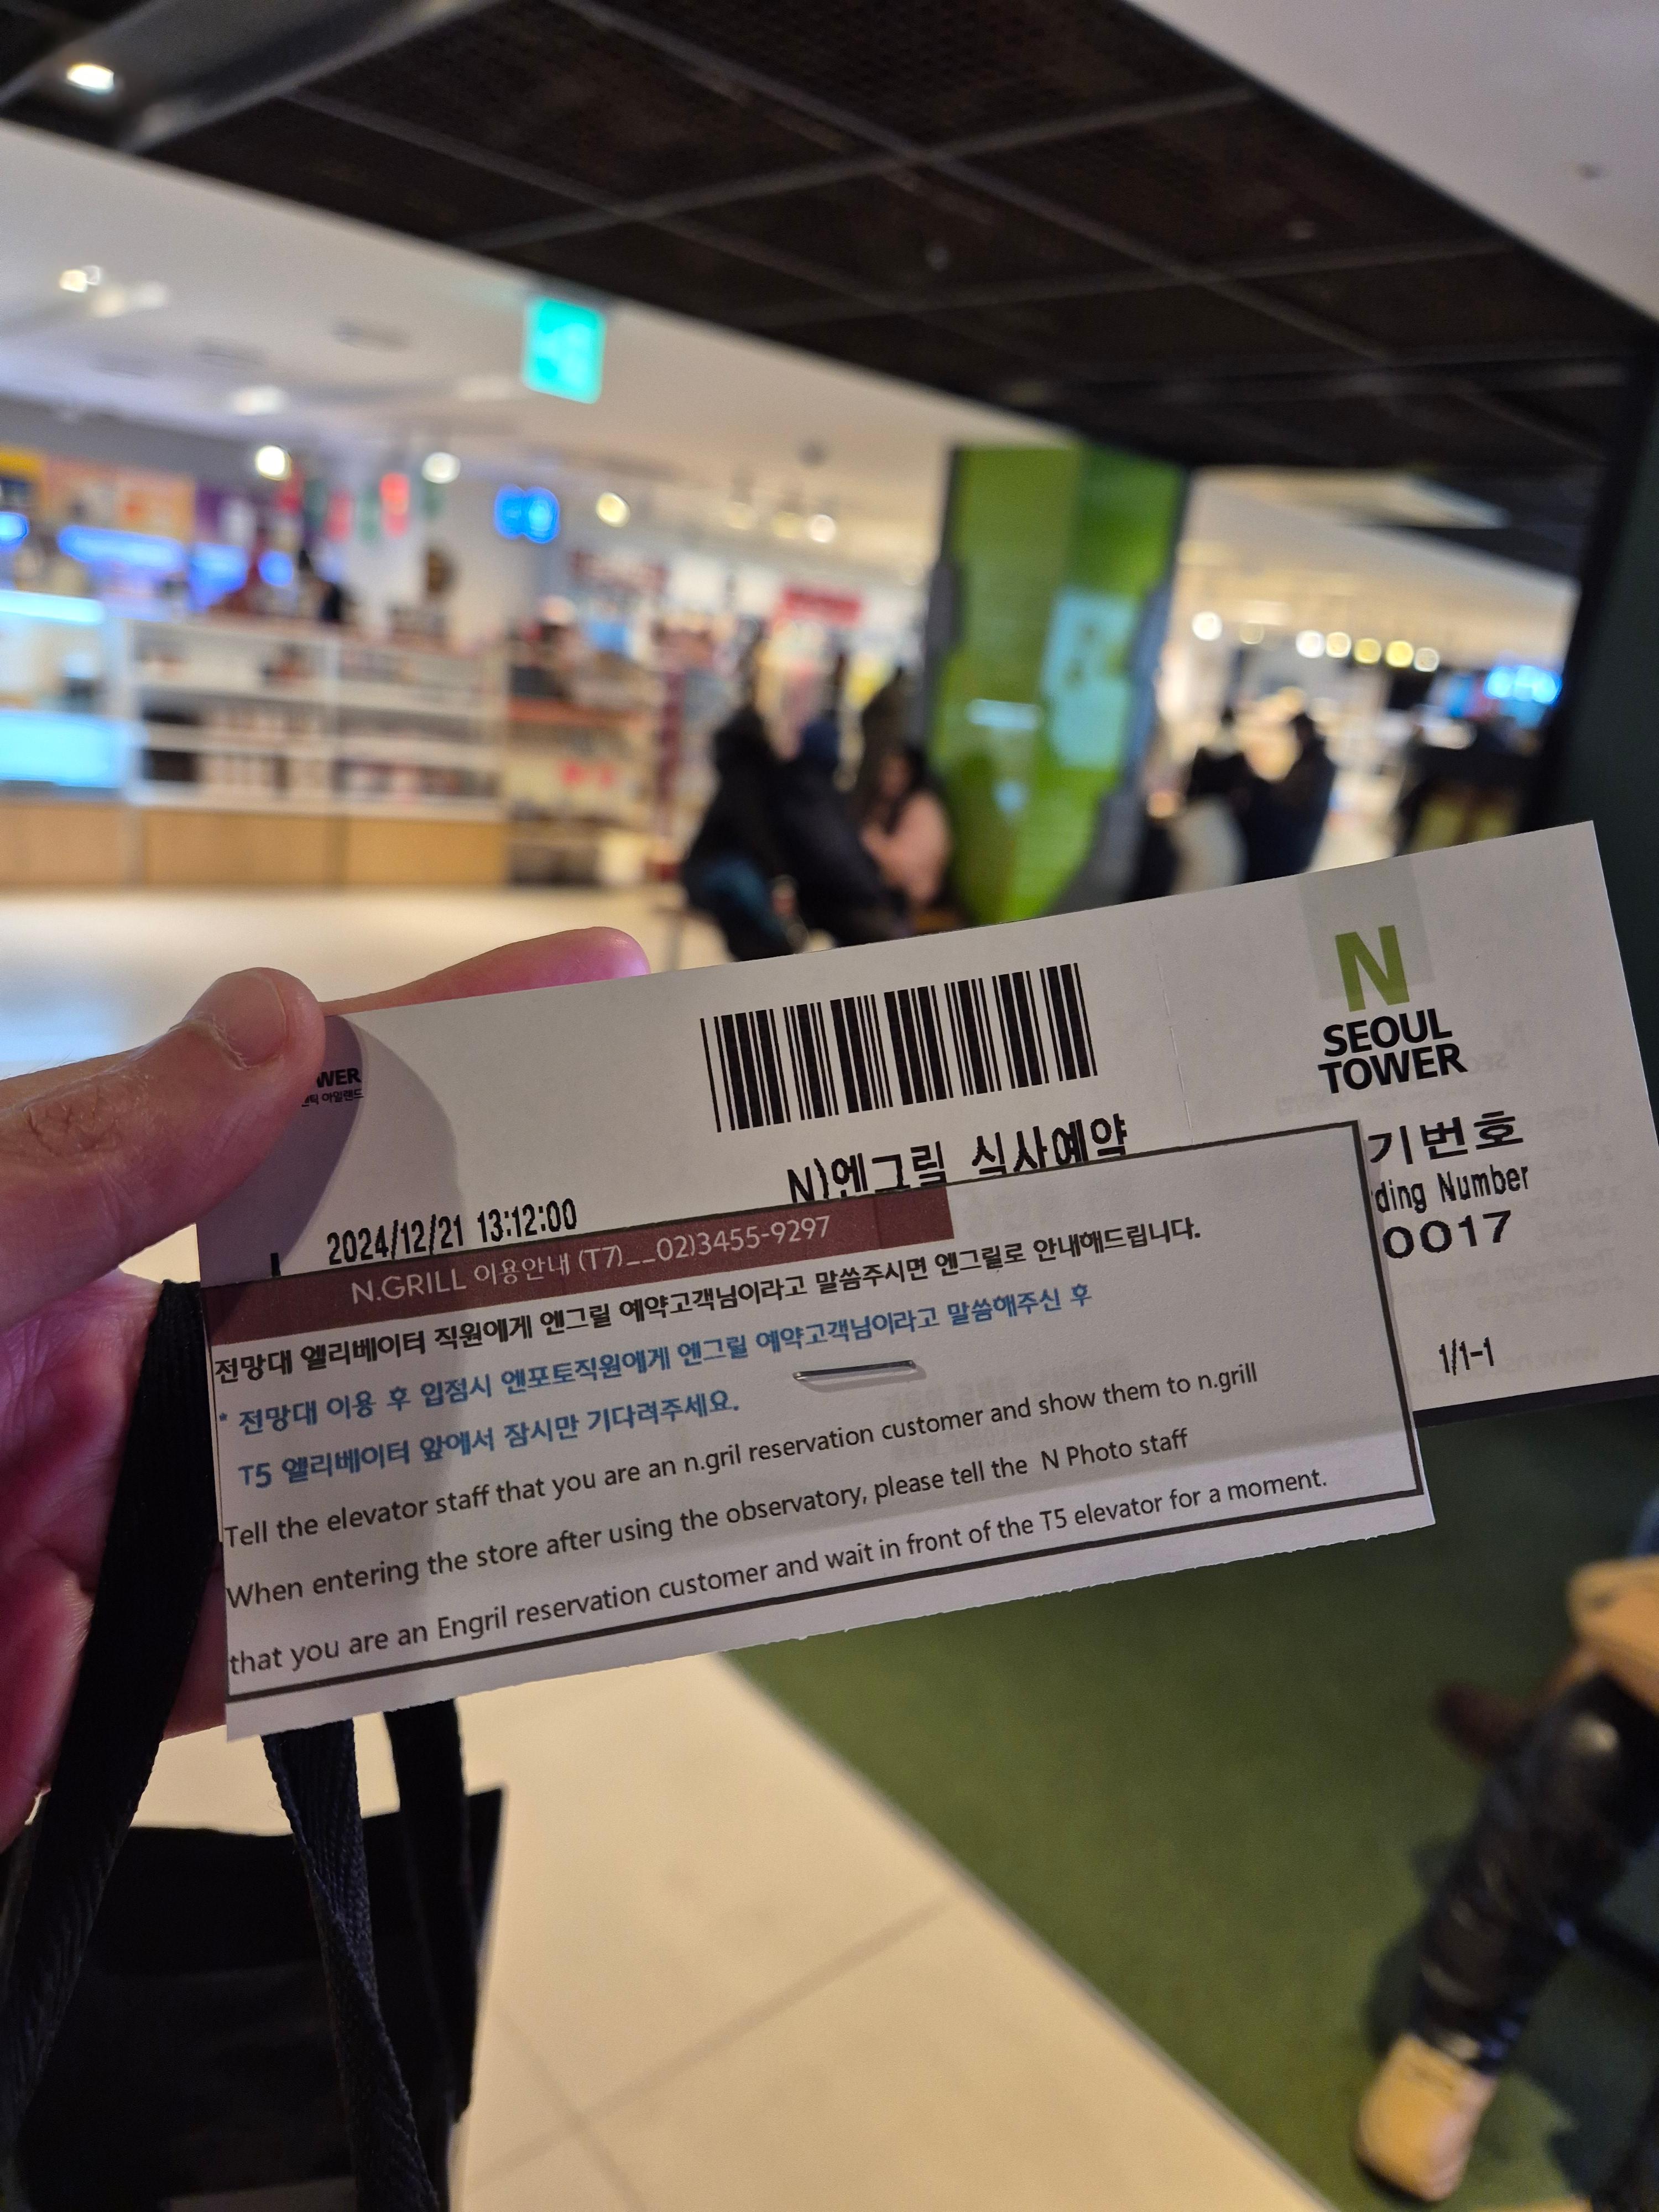 WER
아일랜드
N
SEOUL
TOWER
N)엔그릴 식사예약
2024/12/21 13:12:00
기번호
ding Number
0017
1/1-1
N.GRILL 이용안내 (T7)__02)3455-9297
전망대 엘리베이터 직원에게 엔그릴 예약고객님이라고 말씀주시면 엔그릴로 안내해드립니다.
* 전망대 이용 후 입점시 엔포토직원에게 엔그릴 예약고객님이라고 말씀해주신 후
T5 엘리베이터 앞에서 잠시만 기다려주세요.
Tell the elevator staff that you are an n.gril reservation customer and show them to n.grill
When entering the store after using the observatory, please tell the N Photo staff
that you are an Engril reservation customer and wait in front of the T5 elevator for a moment.